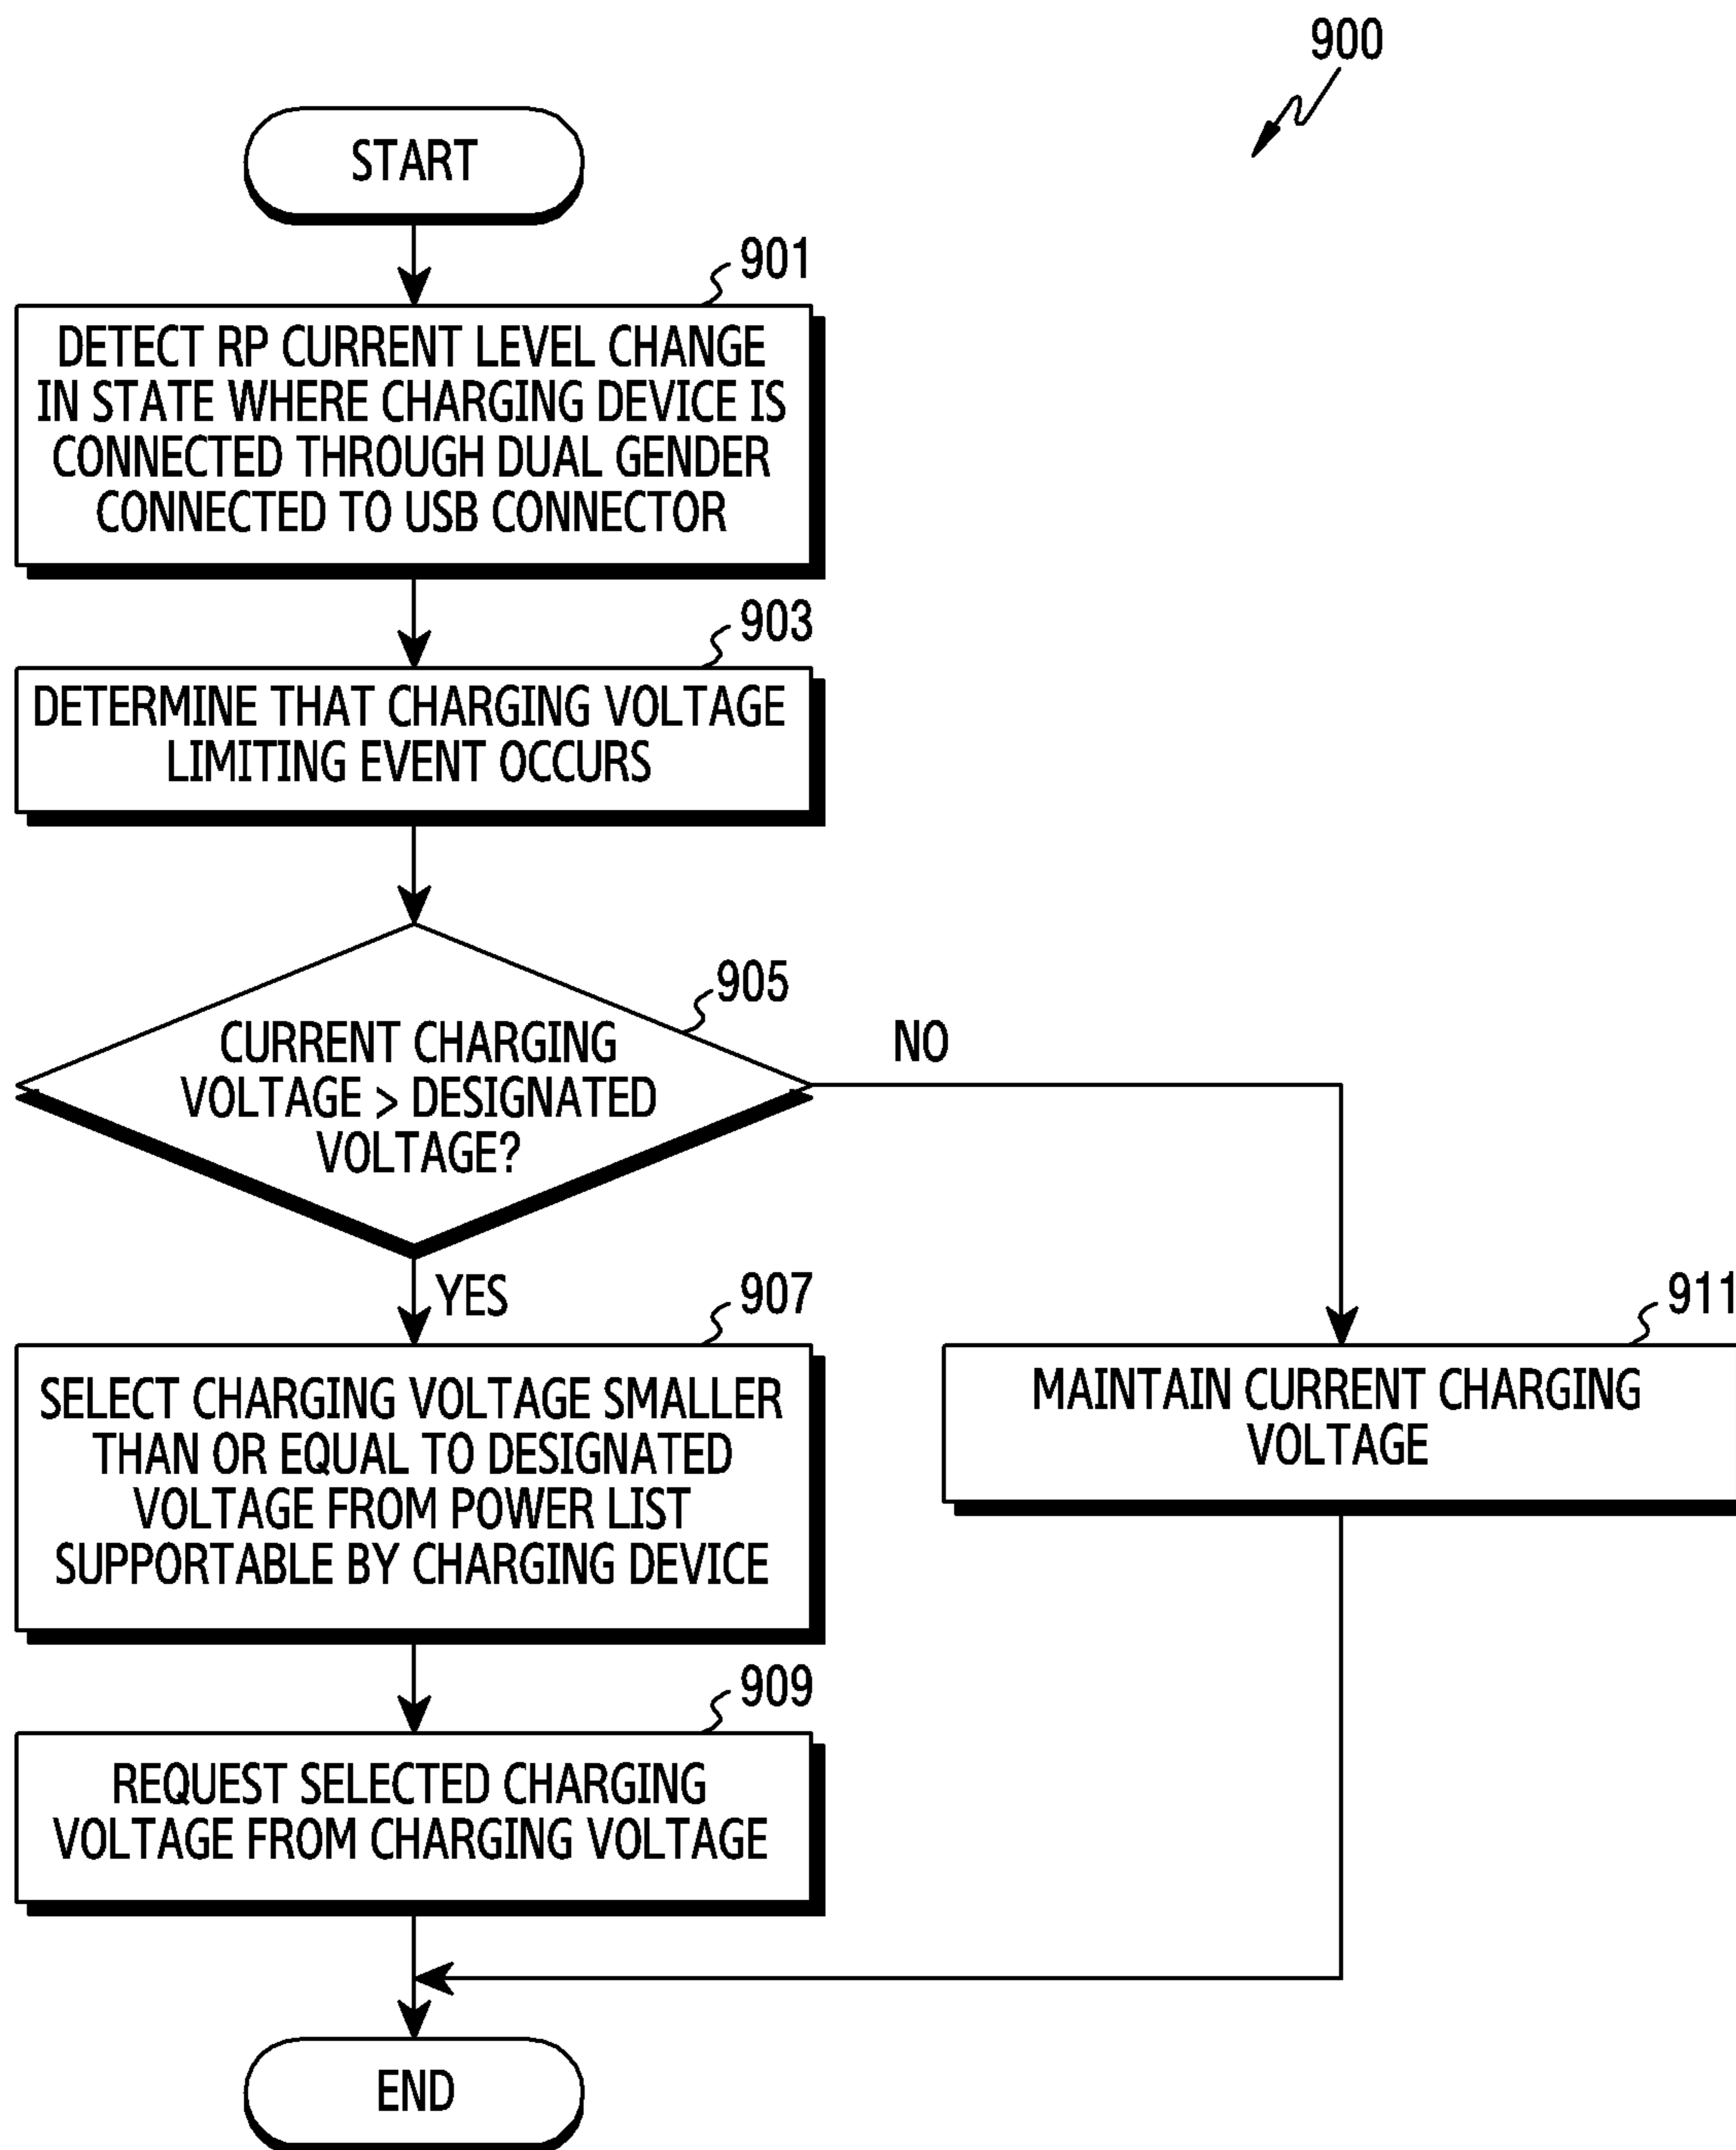 900
START
901
DETECT RP CURRENT LEVEL CHANGE
IN STATE WHERE CHARGING DEVICE IS
CONNECTED THROUGH DUAL GENDER
CONNECTED TO USB CONNECTOR
903
DETERMINE THAT CHARGING VOLTAGE
LIMITING EVENT OCCURS
905
CURRENT CHARGING
VOLTAGE > DESIGNATED
VOLTAGE?
NO
YES
907
SELECT CHARGING VOLTAGE SMALLER
THAN OR EQUAL TO DESIGNATED
VOLTAGE FROM POWER LIST
SUPPORTABLE BY CHARGING DEVICE
911
MAINTAIN CURRENT CHARGING
VOLTAGE
909
REQUEST SELECTED CHARGING
VOLTAGE FROM CHARGING VOLTAGE
END